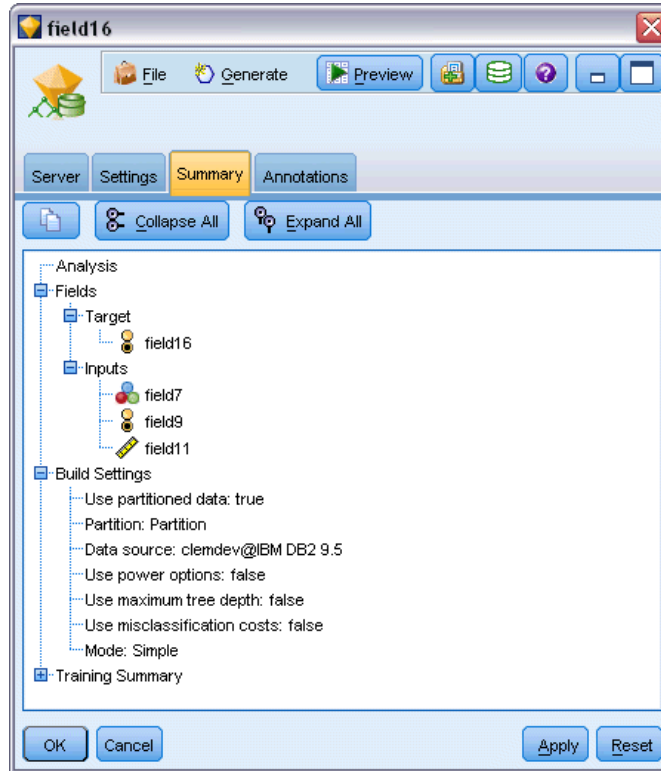 field16
File Generate Preview
Server Settings Summary Annotations
Collapse All Expand All
Analysis
Fields
Target
field16
Inputs
field7
field9
field11
Build Settings
Use partitioned data: true
Partition: Partition
Data source: clemdev@IBM DB2 9.5
Use power options: false
Use maximum tree depth: false
Use misclassification costs: false
Mode: Simple
Training Summary
OK Cancel Apply Reset